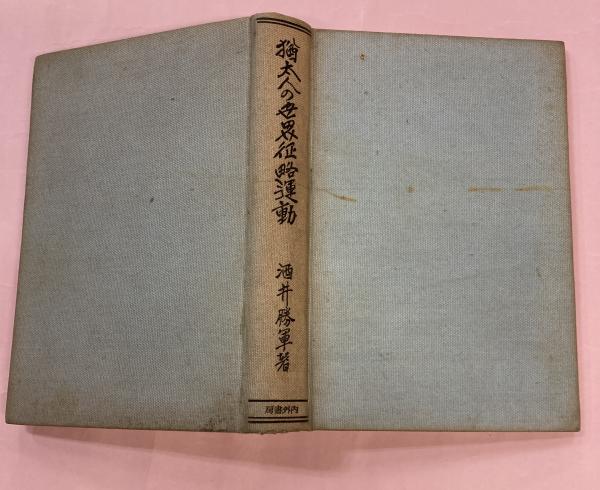 猶太人の世界征略運動
酒井勝軍著
内外書房